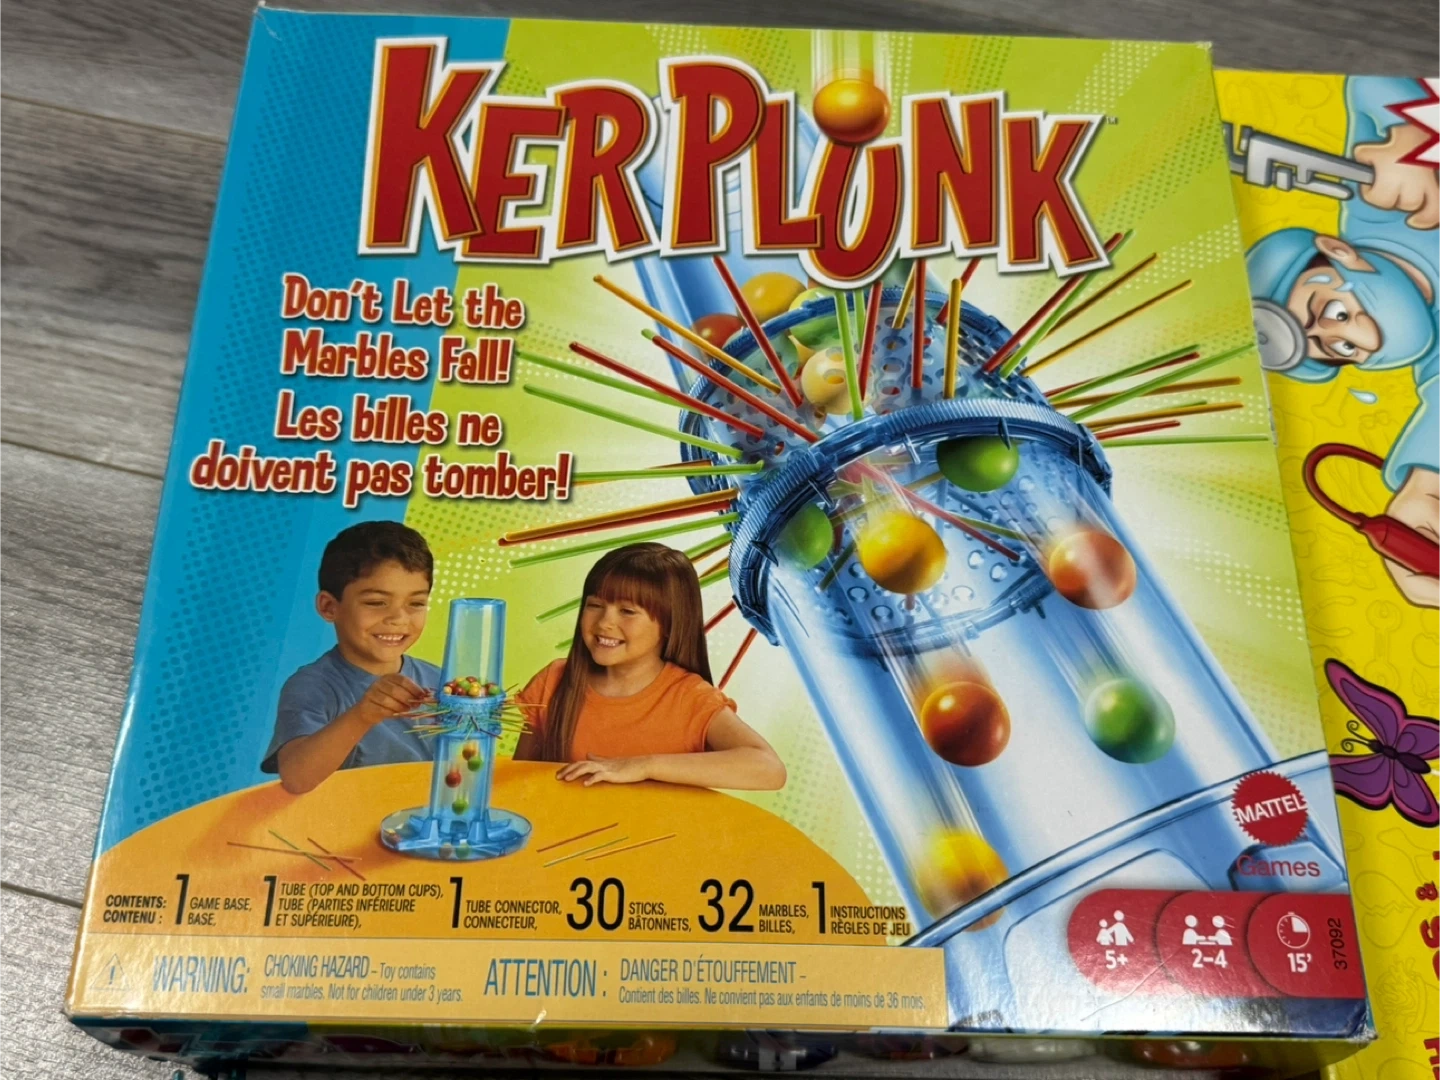 KERPLUNK™
Don't Let the
Marbles Fall!
Les billes ne
doivent pas tomber!
CONTENTS:
CONTENU :
1 GAME BASE,
BASE,
1 TUBE (TOP AND BOTTOM CUPS),
TUBE (PARTIES INFÉRIEURE
ET SUPÉRIEURE),
1 TUBE CONNECTOR,
CONNECTEUR,
30 STICKS,
BÂTONNETS,
32 MARBLES,
BILLES,
1 INSTRUCTIONS
RÈGLES DE JEU
MATTEL
Games
5+
2-4
15'
37092
WARNING:
CHOKING HAZARD – Toy contains
small marbles. Not for children under 3 years.
ATTENTION :
DANGER D'ÉTOUFFEMENT –
Contient des billes. Ne convient pas aux enfants de moins de 36 mois.